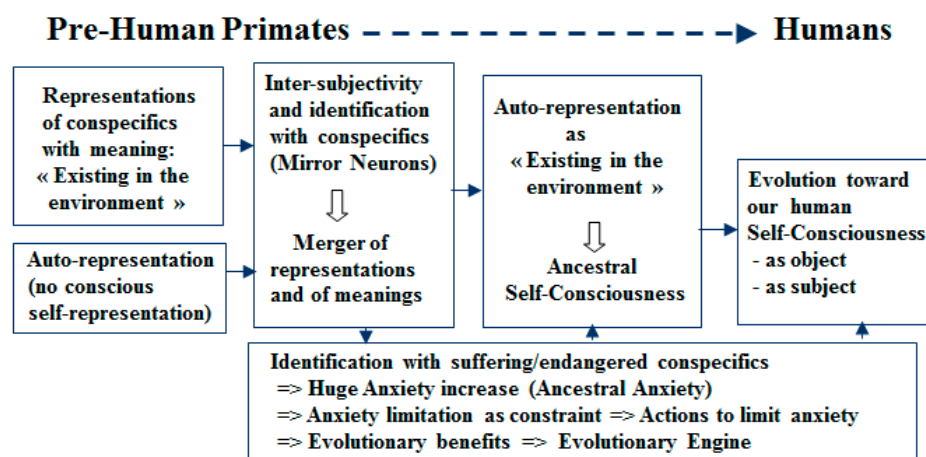 Pre-Human Primates
Humans
Representations
of conspecifics
with meaning:
« Existing in the
environment »
Auto-representation
(no conscious
self-representation)
Inter-subjectivity
and identification
with conspecifics
(Mirror Neurons)
Merger of
representations
and of meanings
Auto-representation
as
« Existing in the
environment »
Ancestral
Self-Consciousness
Evolution toward
our human
Self-Consciousness
- as object
- as subject
Identification with suffering/endangered conspecifics
=> Huge Anxiety increase (Ancestral Anxiety)
=> Anxiety limitation as constraint => Actions to limit anxiety
=> Evolutionary benefits => Evolutionary Engine